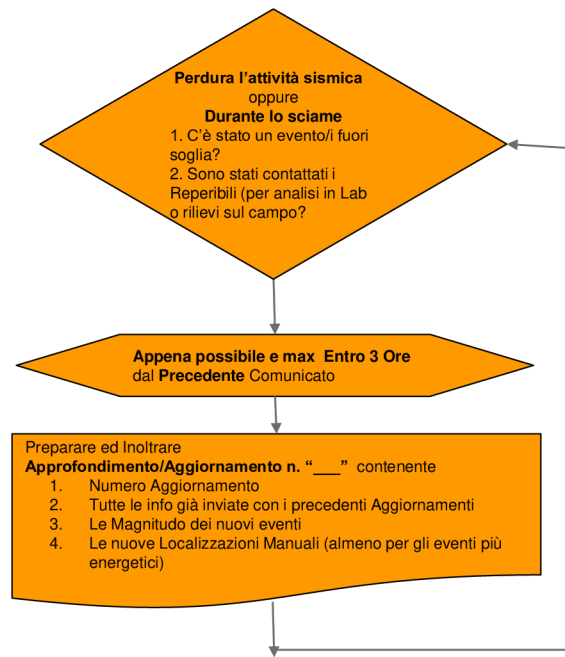 Perdura l'attività sismica
oppure
Durante lo sciame
1. C'è stato un evento/i fuori
soglia?
2. Sono stati contattati i
Reperibili (per analisi in Lab
o rilievi sul campo?
Appena possibile e max  Entro 3 Ore
dal Precedente Comunicato
Preparare ed Inoltrare
Approfondimento/Aggiornamento n. “___”  contenente
1. Numero Aggiornamento
2. Tutte le info già inviate con i precedenti Aggiornamenti
3. Le Magnitudo dei nuovi eventi
4. Le nuove Localizzazioni Manuali (almeno per gli eventi più
energetici)